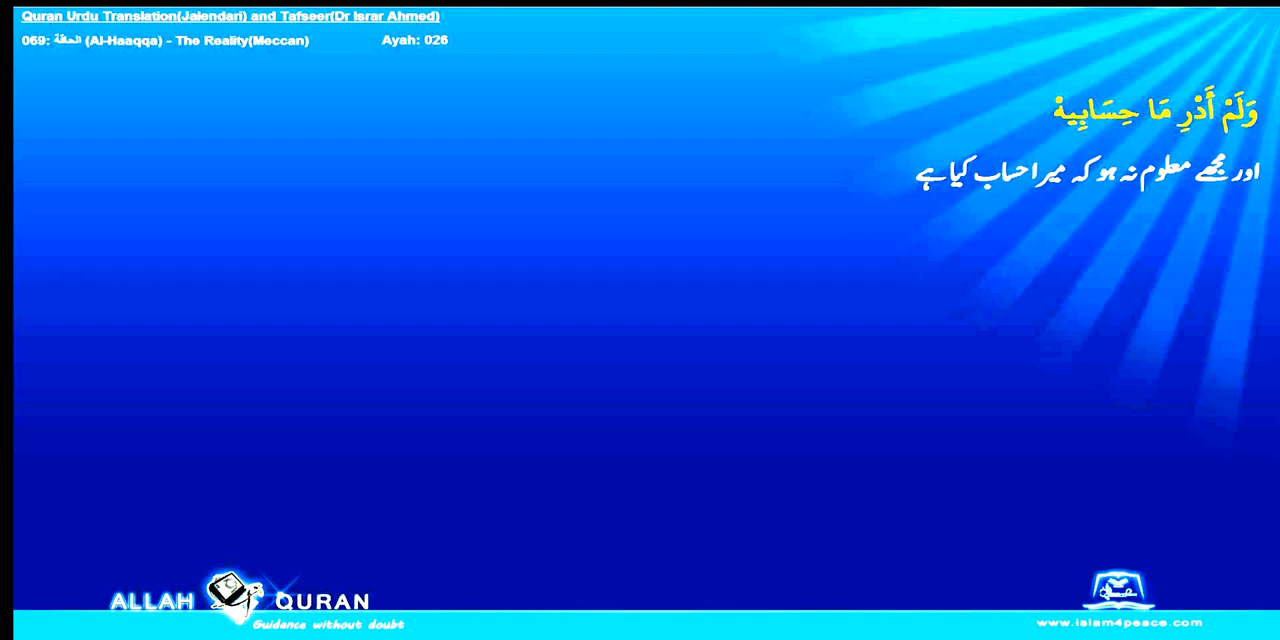 Quran Urdu Translation(Jalendari) and Tafseer(Dr Israr Ahmed)
069: الحاقة (Al-Haaqqa) - The Reality(Meccan) Ayah: 026
وَلَمْ أَدْرِ مَا حِسَابِيهْ
اور مجھے معلوم نہ ہو کہ میرا حساب کیا ہے
ALLAH QURAN
Guidance without doubt
www.islam4peace.com